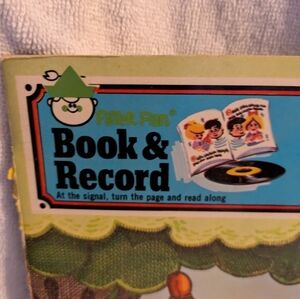 Peter Pan®
Book &
Record
At the signal, turn the page and read along